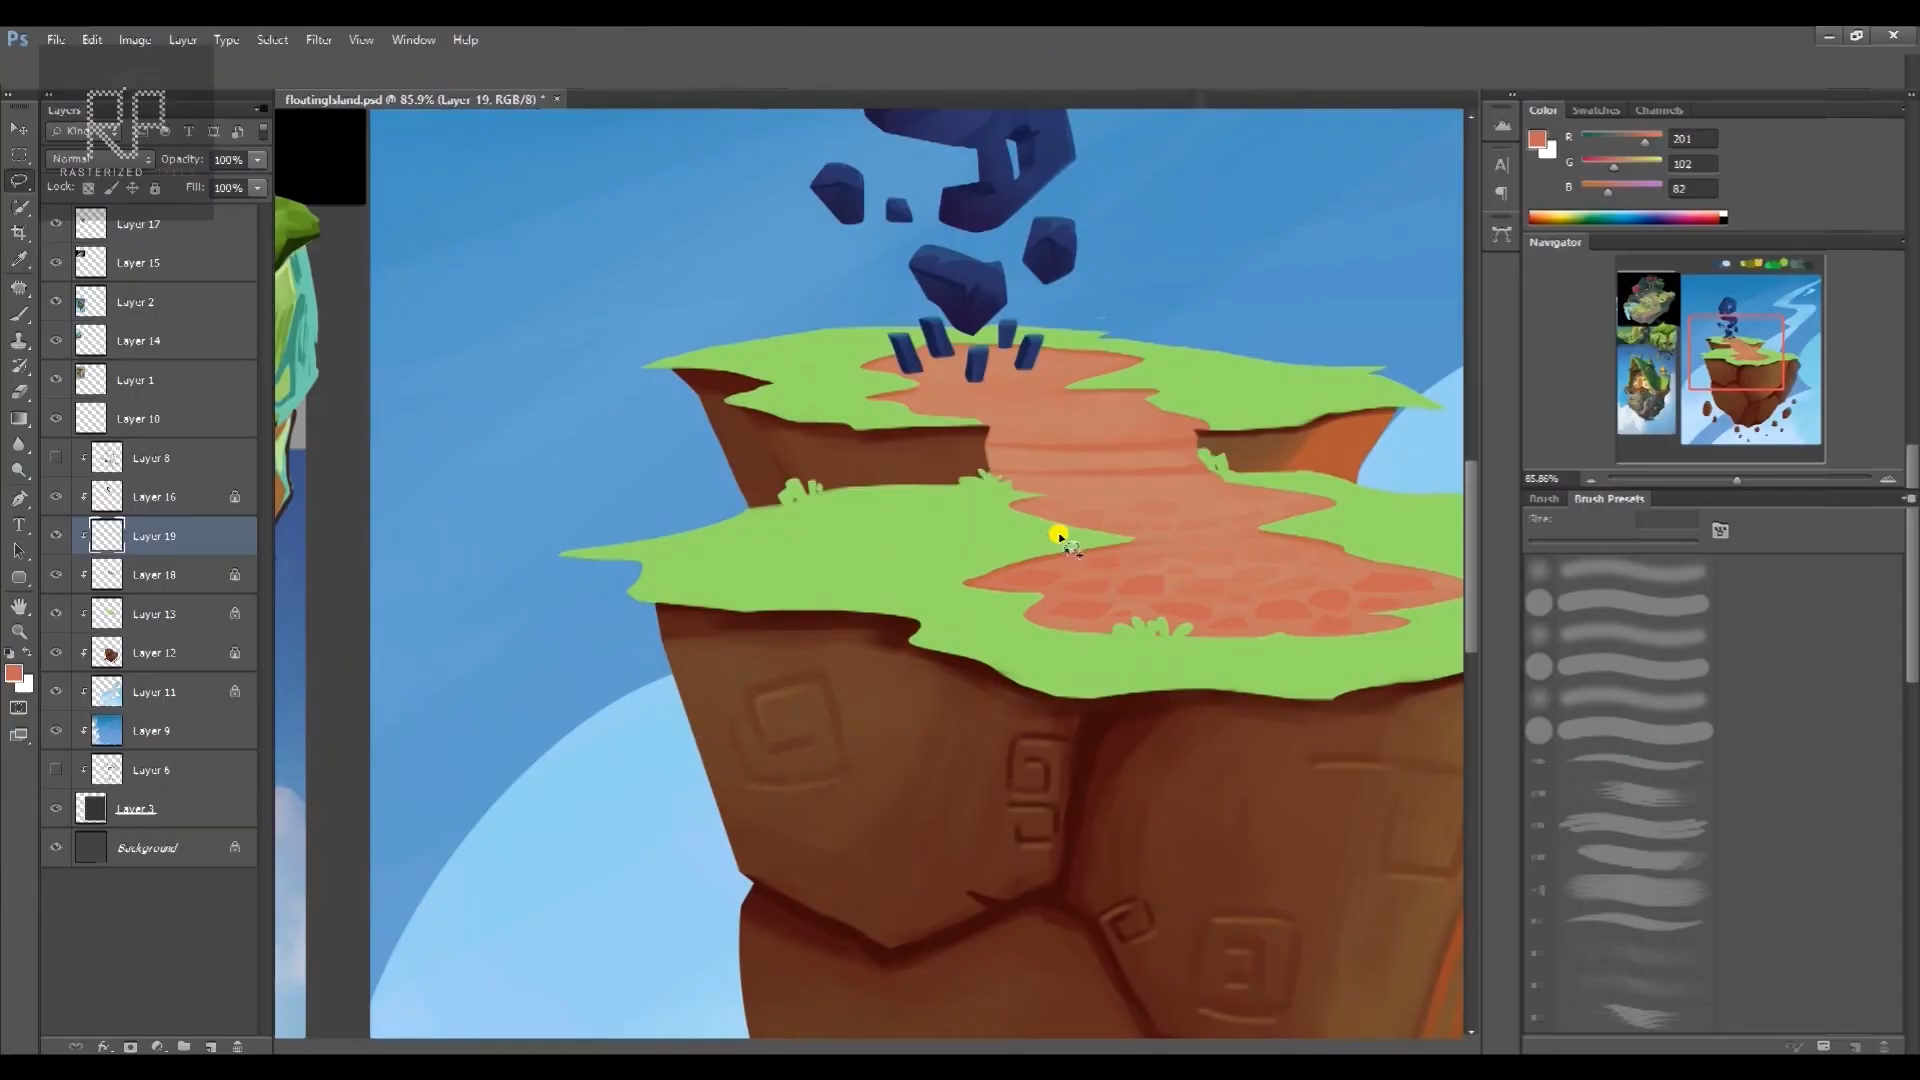 Ps File Edit Image Layer Type Select Filter View Window Help
floatingIsland.psd @ 85.9% (Layer 19, RGB/8) * ×
Layers
Kind
Normal Opacity: 100%
RASTERIZED
Lock: Fill: 100%
Layer 17
Layer 15
Layer 2
Layer 14
Layer 1
Layer 10
Layer 8
Layer 16
Layer 19
Layer 18
Layer 13
Layer 12
Layer 11
Layer 9
Layer 6
Layer 3
Background
Color Swatches Channels
R 201
G 102
B 82
Navigator
85.86%
Brush Brush Presets
Size: